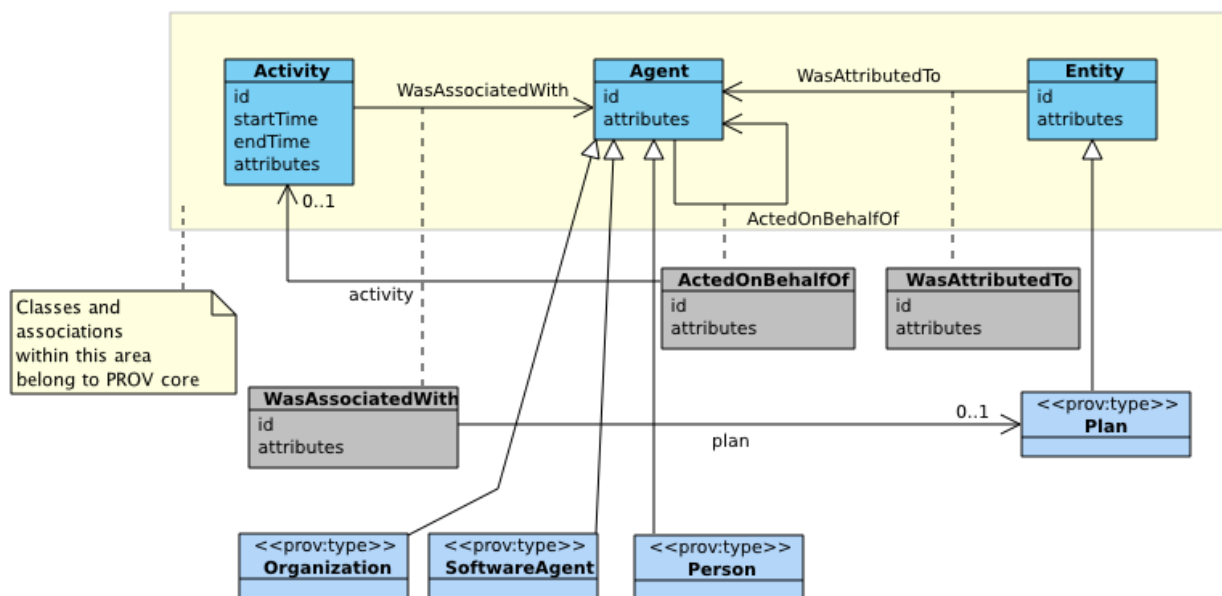 Activity
id
startTime
endTime
attributes
WasAssociatedWith
Agent
id
attributes
WasAttributedTo
Entity
id
attributes
0..1
ActedOnBehalfOf
activity
ActedOnBehalfOf
id
attributes
WasAttributedTo
id
attributes
Classes and
associations
within this area
belong to PROV core
WasAssociatedWith
id
attributes
plan
0..1
<<prov:type>>
Plan
<<prov:type>>
Organization
<<prov:type>>
SoftwareAgent
<<prov:type>>
Person